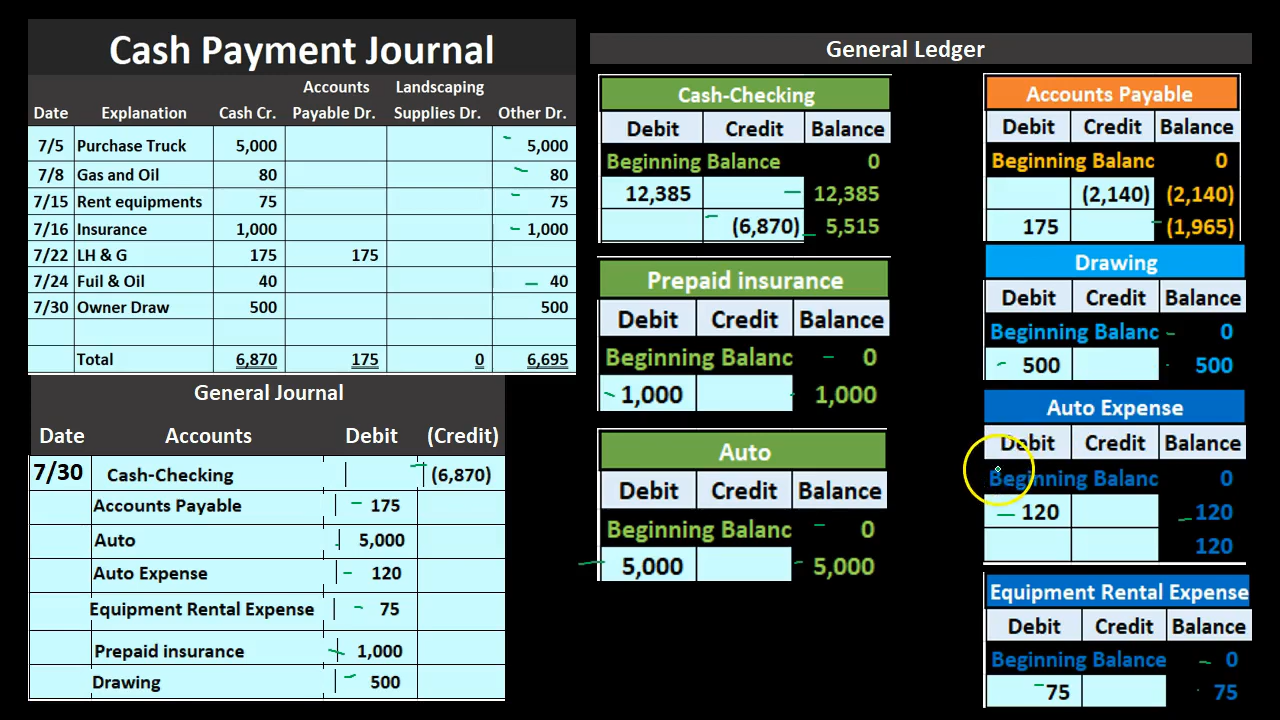 Cash Payment Journal
Accounts Landscaping
Date Explanation Cash Cr. Payable Dr. Supplies Dr. Other Dr.
7/5 Purchase Truck 5,000 5,000
7/8 Gas and Oil 80 80
7/15 Rent equipments 75 75
7/16 Insurance 1,000 1,000
7/22 LH & G 175 175
7/24 Fuil & Oil 40 40
7/30 Owner Draw 500 500
Total 6,870 175 0 6,695
General Journal
Date Accounts Debit (Credit)
7/30 Cash-Checking (6,870)
Accounts Payable 175
Auto 5,000
Auto Expense 120
Equipment Rental Expense 75
Prepaid insurance 1,000
Drawing 500
General Ledger
Cash-Checking
Debit Credit Balance
Beginning Balance 0
12,385 12,385
(6,870) 5,515
Prepaid insurance
Debit Credit Balance
Beginning Balanc 0
1,000 1,000
Auto
Debit Credit Balance
Beginning Balanc 0
5,000 5,000
Accounts Payable
Debit Credit Balance
Beginning Balanc 0
(2,140) (2,140)
175 (1,965)
Drawing
Debit Credit Balance
Beginning Balanc 0
500 500
Auto Expense
Debit Credit Balance
Beginning Balanc 0
120 120
120
Equipment Rental Expense
Debit Credit Balance
Beginning Balance 0
75 75